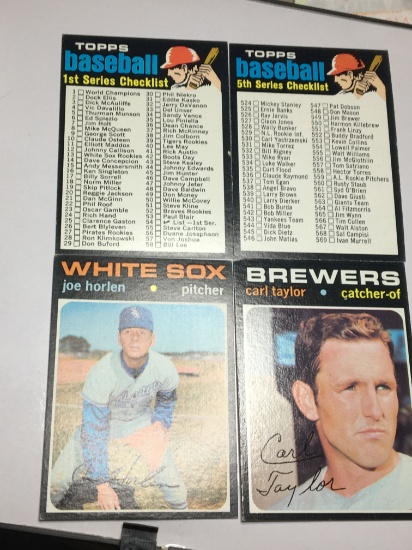 TOPPS
baseball
1st Series Checklist
1 World Champions
3 Dock Ellis
3 Dick McAuliffe
4 Vic Davalillo
5 Thurman Munson
6 Ed Spiezio
7 Jim Holt
8 Mike McQueen
9 George Scott
10 Claude Osteen
11 Elliott Maddox
12 Johnny Callison
13 White Sox Rookies
14 Dave Concepcion
15 Andy Messersmith
16 Ken Singleton
17 Billy Sorrell
18 Norm Miller
19 Skip Pitlock
20 Reggie Jackson
21 Dan McGinn
22 Phil Roof
23 Oscar Gamble
24 Rich Hand
25 Clarence Gaston
26 Bert Blyleven
27 Pirates Rookies
28 Ron Klimkowski
29 Don Buford
30 Phil Niekro
31 Eddie Kasko
32 Jerry DaVanon
33 Del Unser
34 Sandy Vance
35 Lou Piniella
36 Dean Chance
37 Rich McKinney
38 Jim Colborn
39 Tigers Rookies
40 Lee May
41 Rick Austin
42 Boots Day
43 Steve Kealey
44 Johnny Edwards
45 Jim Hunter
46 Dave Campbell
47 Johnny Jeter
48 Dave Baldwin
49 Don Money
50 Willie McCovey
51 Steve Kline
52 Braves Rookies
53 Paul Blair
54 List—1st Ser.
55 Steve Carlton
56 Duane Josephson
57 Von Joshua
58 Bill Lee
TOPPS
baseball
5th Series Checklist
524 Mickey Stanley
525 Ernie Banks
526 Ray Jarvis
527 Cleon Jones
528 Wally Bunker
529 N.L. Rookie Inf.
530 Carl Yastrzemski
531 Mike Torrez
532 Bill Rigney
533 Mike Ryan
534 Luke Walker
535 Curt Flood
536 Claude Raymond
537 Tom Egan
538 Angel Bravo
539 Larry Brown
540 Larry Dierker
541 Bob Burda
542 Bob Miller
543 Yankees
544 Vida Blue
545 Dick Dietz
546 John Matias
547 Pat Dobson
548 Don Mason
549 Jim Brewer
550 Harmon Killebrew
551 Frank Linzy
552 Buddy Bradford
553 Kevin Collins
554 Lowell Palmer
555 Walt Williams
556 Jim McGlothlin
557 Tom Satriano
558 Hector Torres
559 A.L. Rookie Pitchers
560 Rusty Staub
561 Syd O'Brien
562 Dave Giusti
563 Giants Team
564 Al Fitzmorris
565 Jim Wynn
566 Tim Cullen
567 Walt Alston
568 Sal Campisi
569 Ivan Murrell
WHITE SOX
joe horlen • pitcher
Joe Horlen
BREWERS
carl taylor • catcher-of
Carl
Taylor